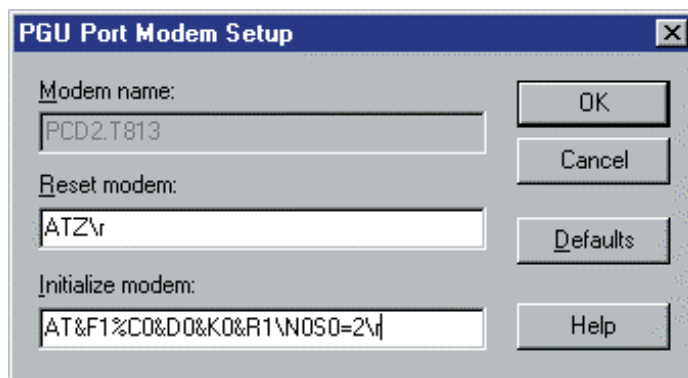 PGU Port Modem Setup
Modem name:
PCD2.T813
Reset modem:
ATZ\r
Initialize modem:
AT&F1%C0&D0&K0&R1\N0S0=2\r
OK
Cancel
Defaults
Help